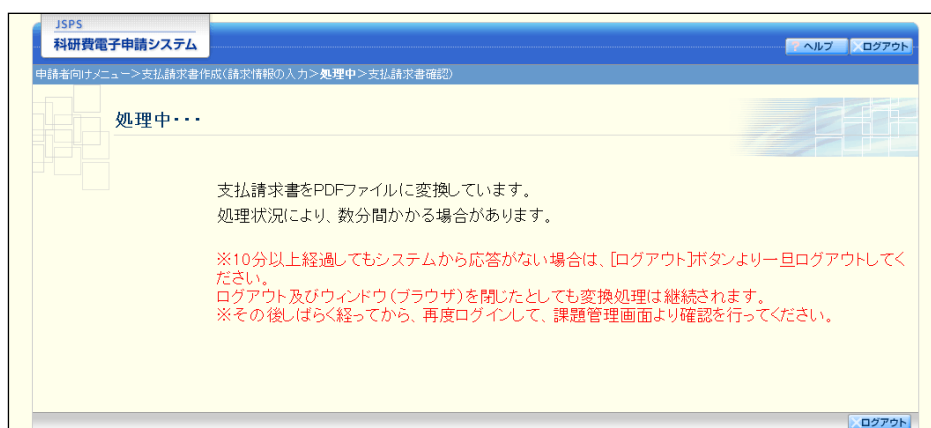 JSPS
科研費電子申請システム
? ヘルプ
×ログアウト
申請者向けメニュー>支払請求書作成(請求情報の入力>処理中>支払請求書確認)
処理中・・・
支払請求書をPDFファイルに変換しています。
処理状況により、数分間かかる場合があります。
※10分以上経過してもシステムから応答がない場合は、[ログアウト]ボタンより一旦ログアウトしてく
ださい。
ログアウト及びウィンドウ(ブラウザ)を閉じたとしても変換処理は継続されます。
※その後しばらく経ってから、再度ログインして、課題管理画面より確認を行ってください。
×ログアウト